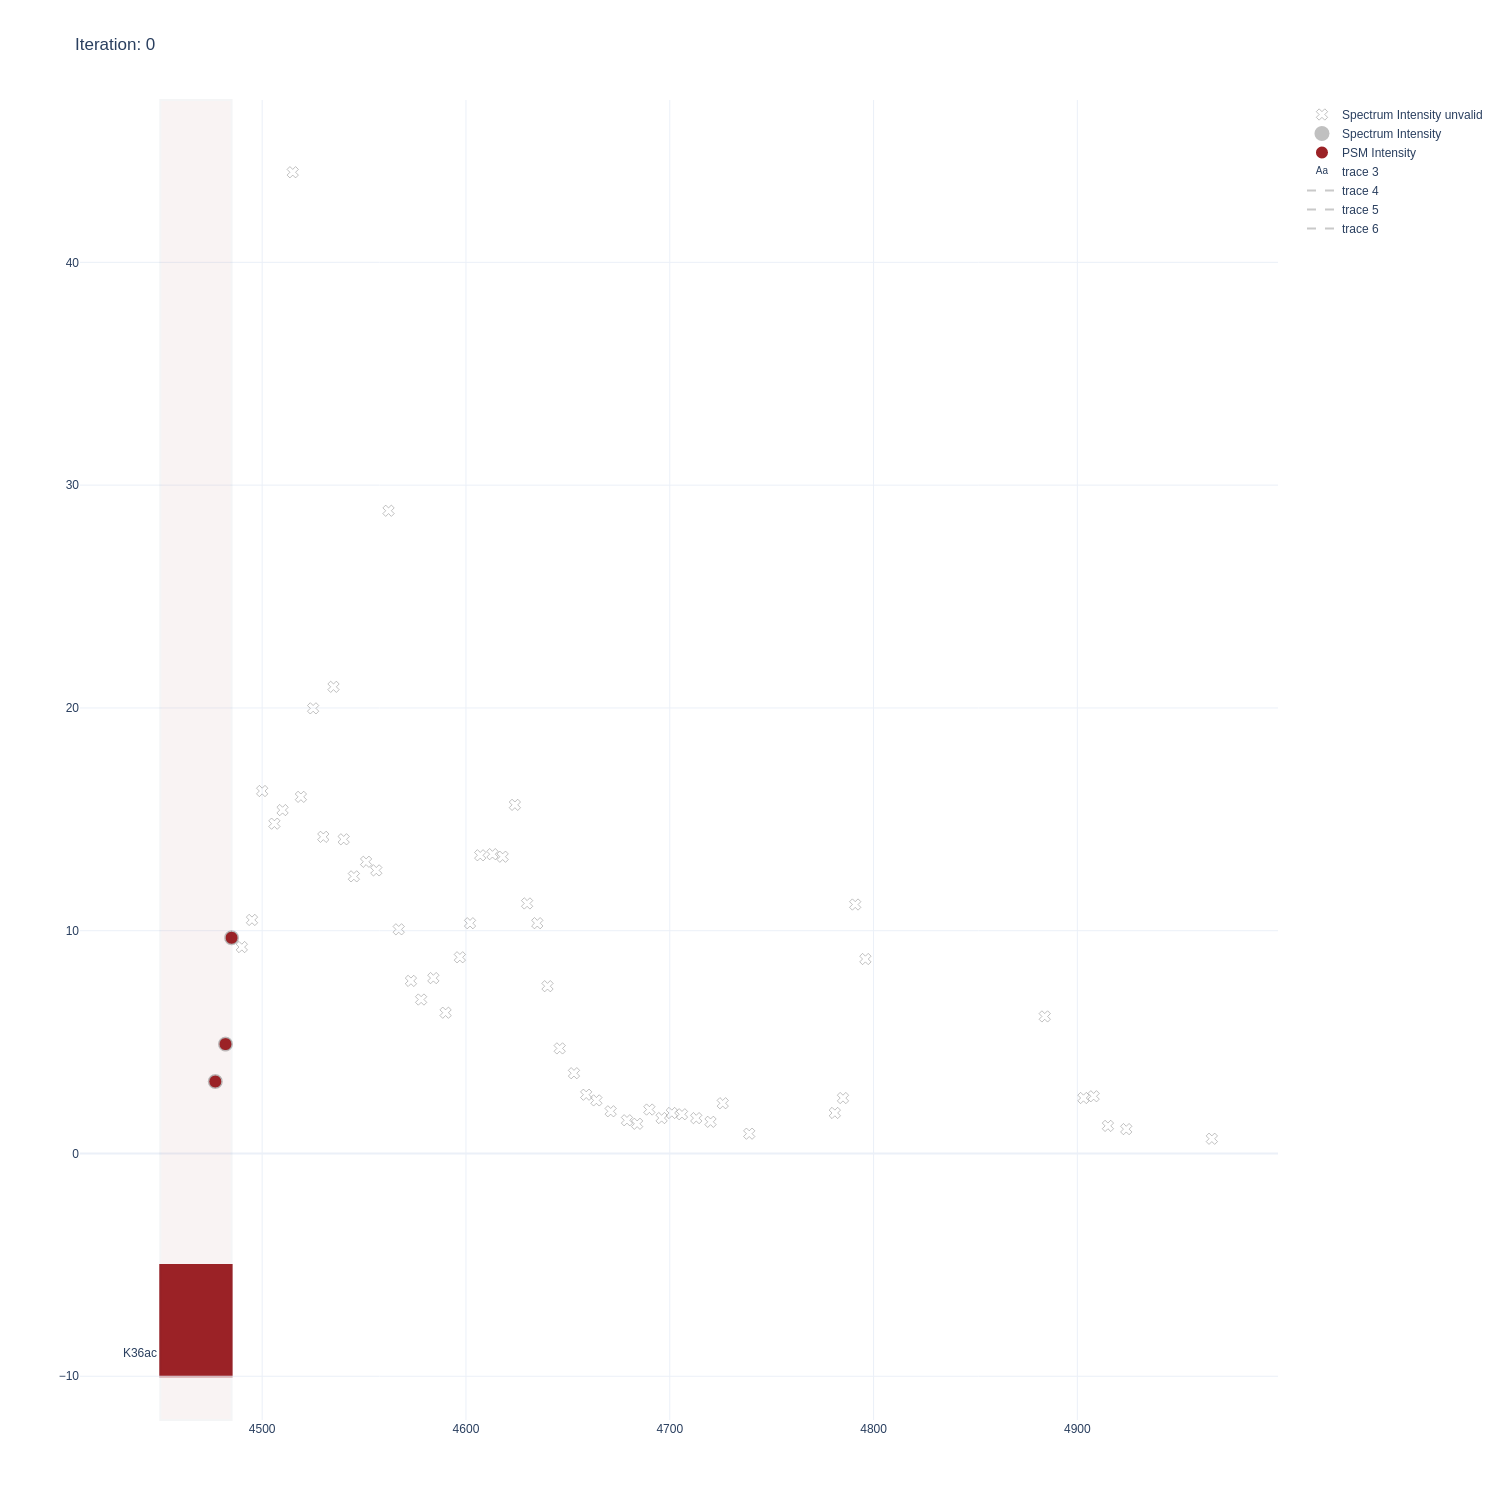 Iteration: 0
Spectrum Intensity unvalid
Spectrum Intensity
PSM Intensity
Aa trace 3
trace 4
trace 5
trace 6
40
30
20
10
0
K36ac
−10
4500 4600 4700 4800 4900